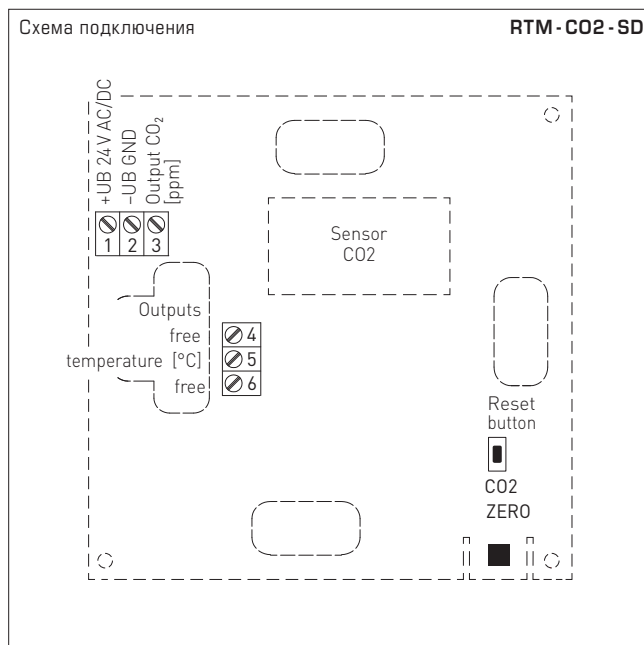 Схема подключения
RTM-CO2-SD
+UB 24V AC/DC
–UB GND
Output CO₂
[ppm]
1 2 3
Sensor
CO2
Outputs
free 4
temperature [°C] 5
free 6
Reset
button
CO2
ZERO